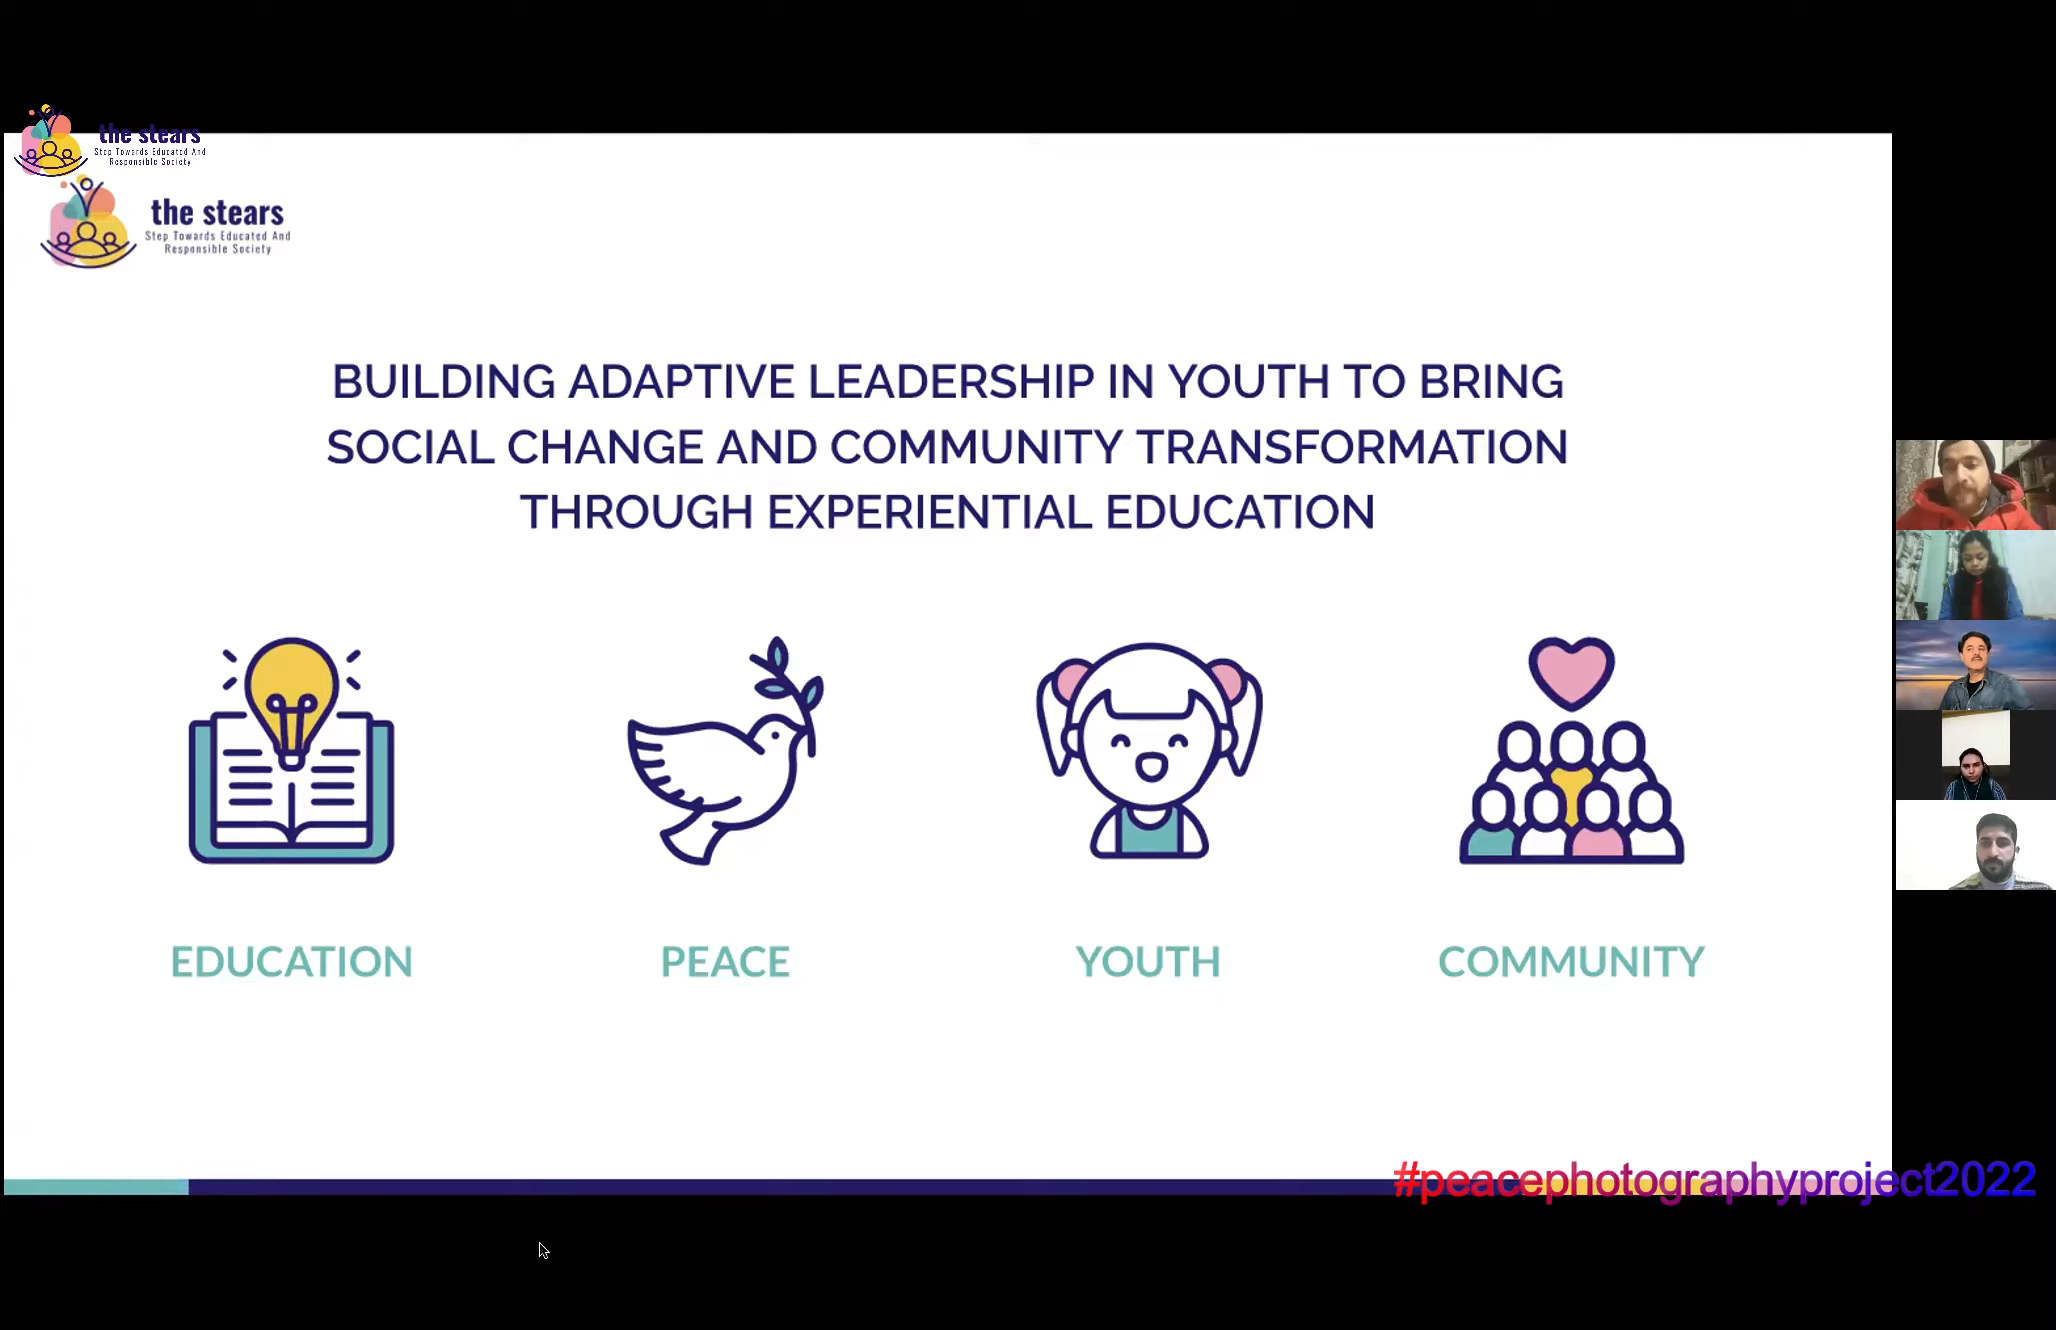 the stears
Step Towards Educated And
Responsible Society
the stears
Step Towards Educated And
Responsible Society
BUILDING ADAPTIVE LEADERSHIP IN YOUTH TO BRING
SOCIAL CHANGE AND COMMUNITY TRANSFORMATION
THROUGH EXPERIENTIAL EDUCATION
EDUCATION
PEACE
YOUTH
COMMUNITY
#peacephotographyproject2022